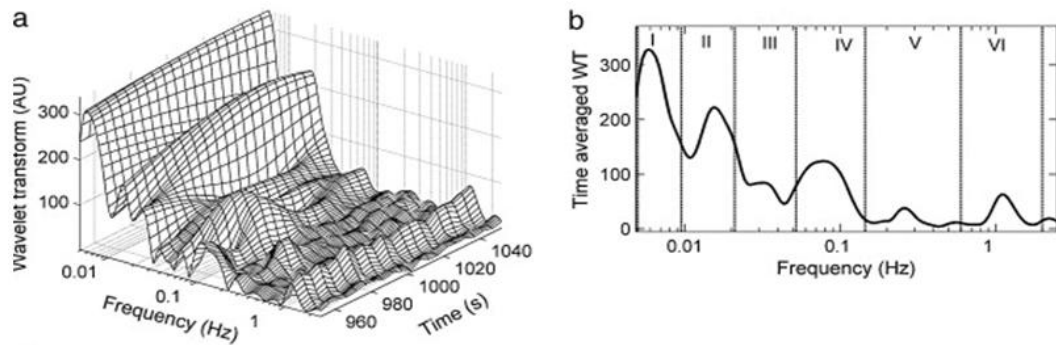 a
Wavelet transform (AU)
300
200
100
0.01
0.1
1
Frequency (Hz)
960
980
1000
1020
1040
Time (s)
b
Time averaged WT
300
200
100
0
I
II
III
IV
V
VI
0.01
0.1
1
Frequency (Hz)